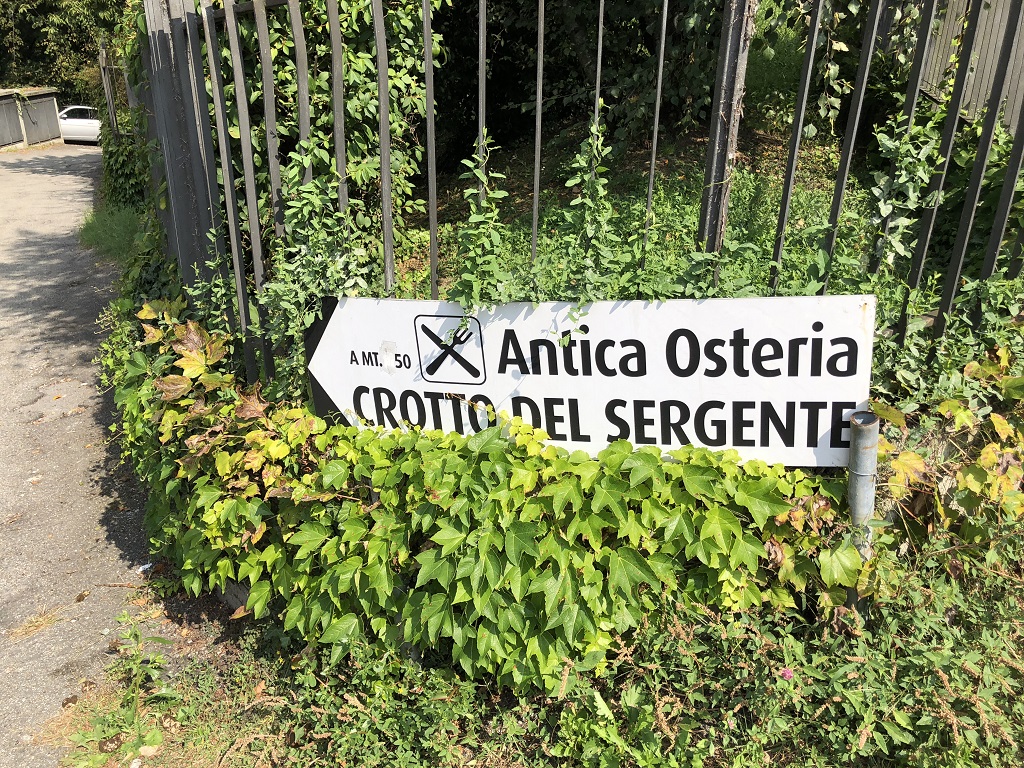 A MT. 50 Antica Osteria
CROTTO DEL SERGENTE